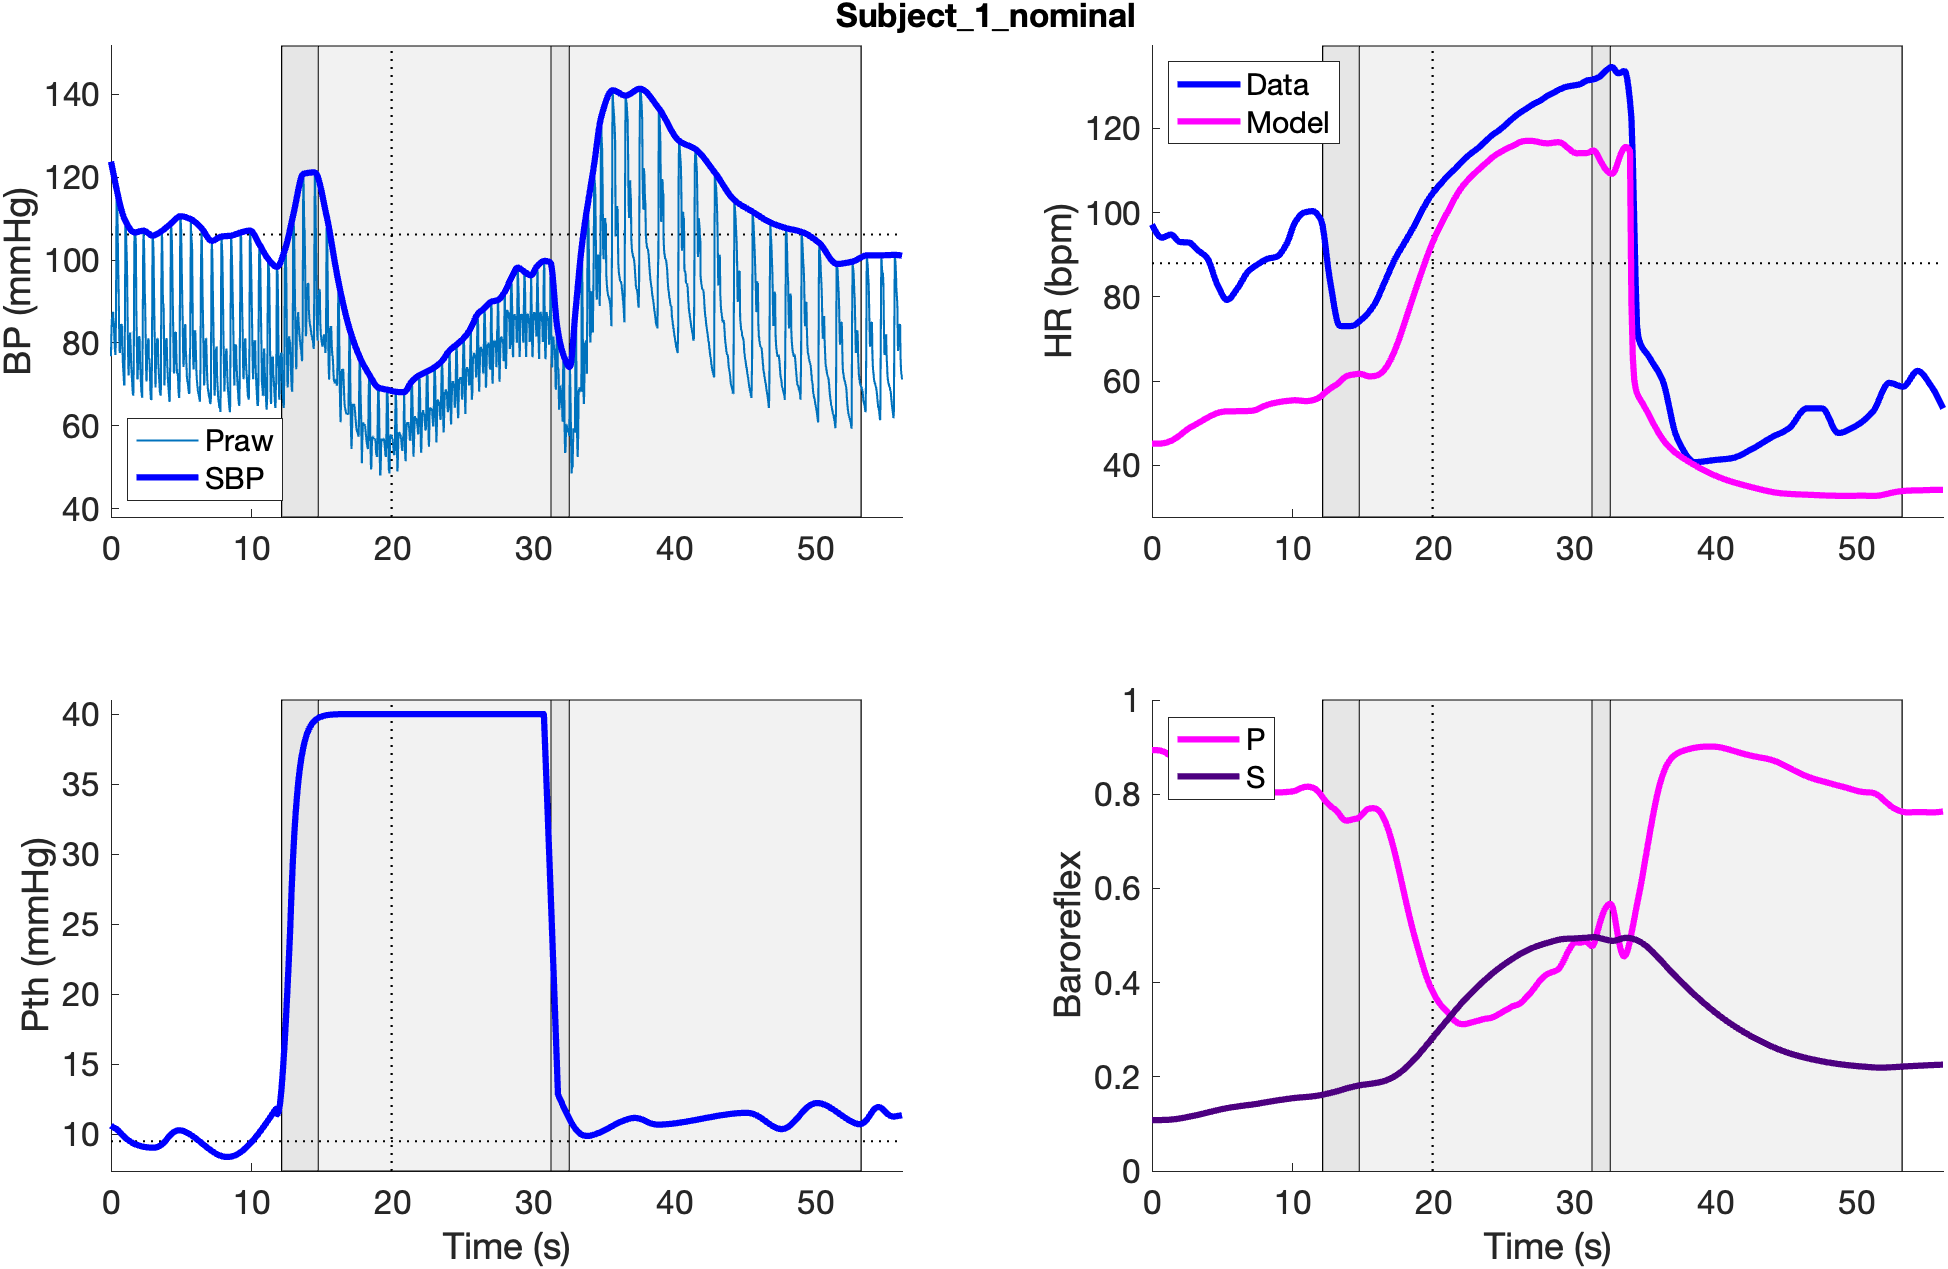 Subject_1_nominal
BP (mmHg)
140
120
100
80
60
40
Praw
SBP
0 10 20 30 40 50
HR (bpm)
120
100
80
60
40
Data
Model
0 10 20 30 40 50
Pth (mmHg)
40
35
30
25
20
15
10
0 10 20 30 40 50
Time (s)
Baroreflex
1
0.8
0.6
0.4
0.2
0
P
S
0 10 20 30 40 50
Time (s)